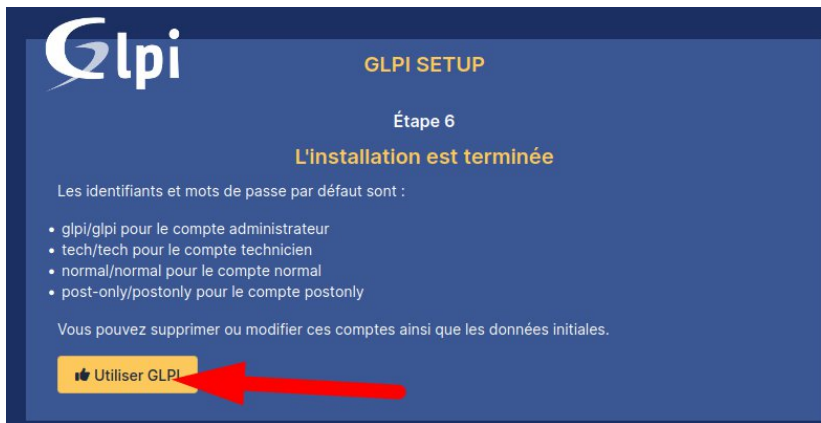 Glpi
GLPI SETUP
Étape 6
L'installation est terminée
Les identifiants et mots de passe par défaut sont :
• glpi/glpi pour le compte administrateur
• tech/tech pour le compte technicien
• normal/normal pour le compte normal
• post-only/postonly pour le compte postonly
Vous pouvez supprimer ou modifier ces comptes ainsi que les données initiales.
Utiliser GLPI